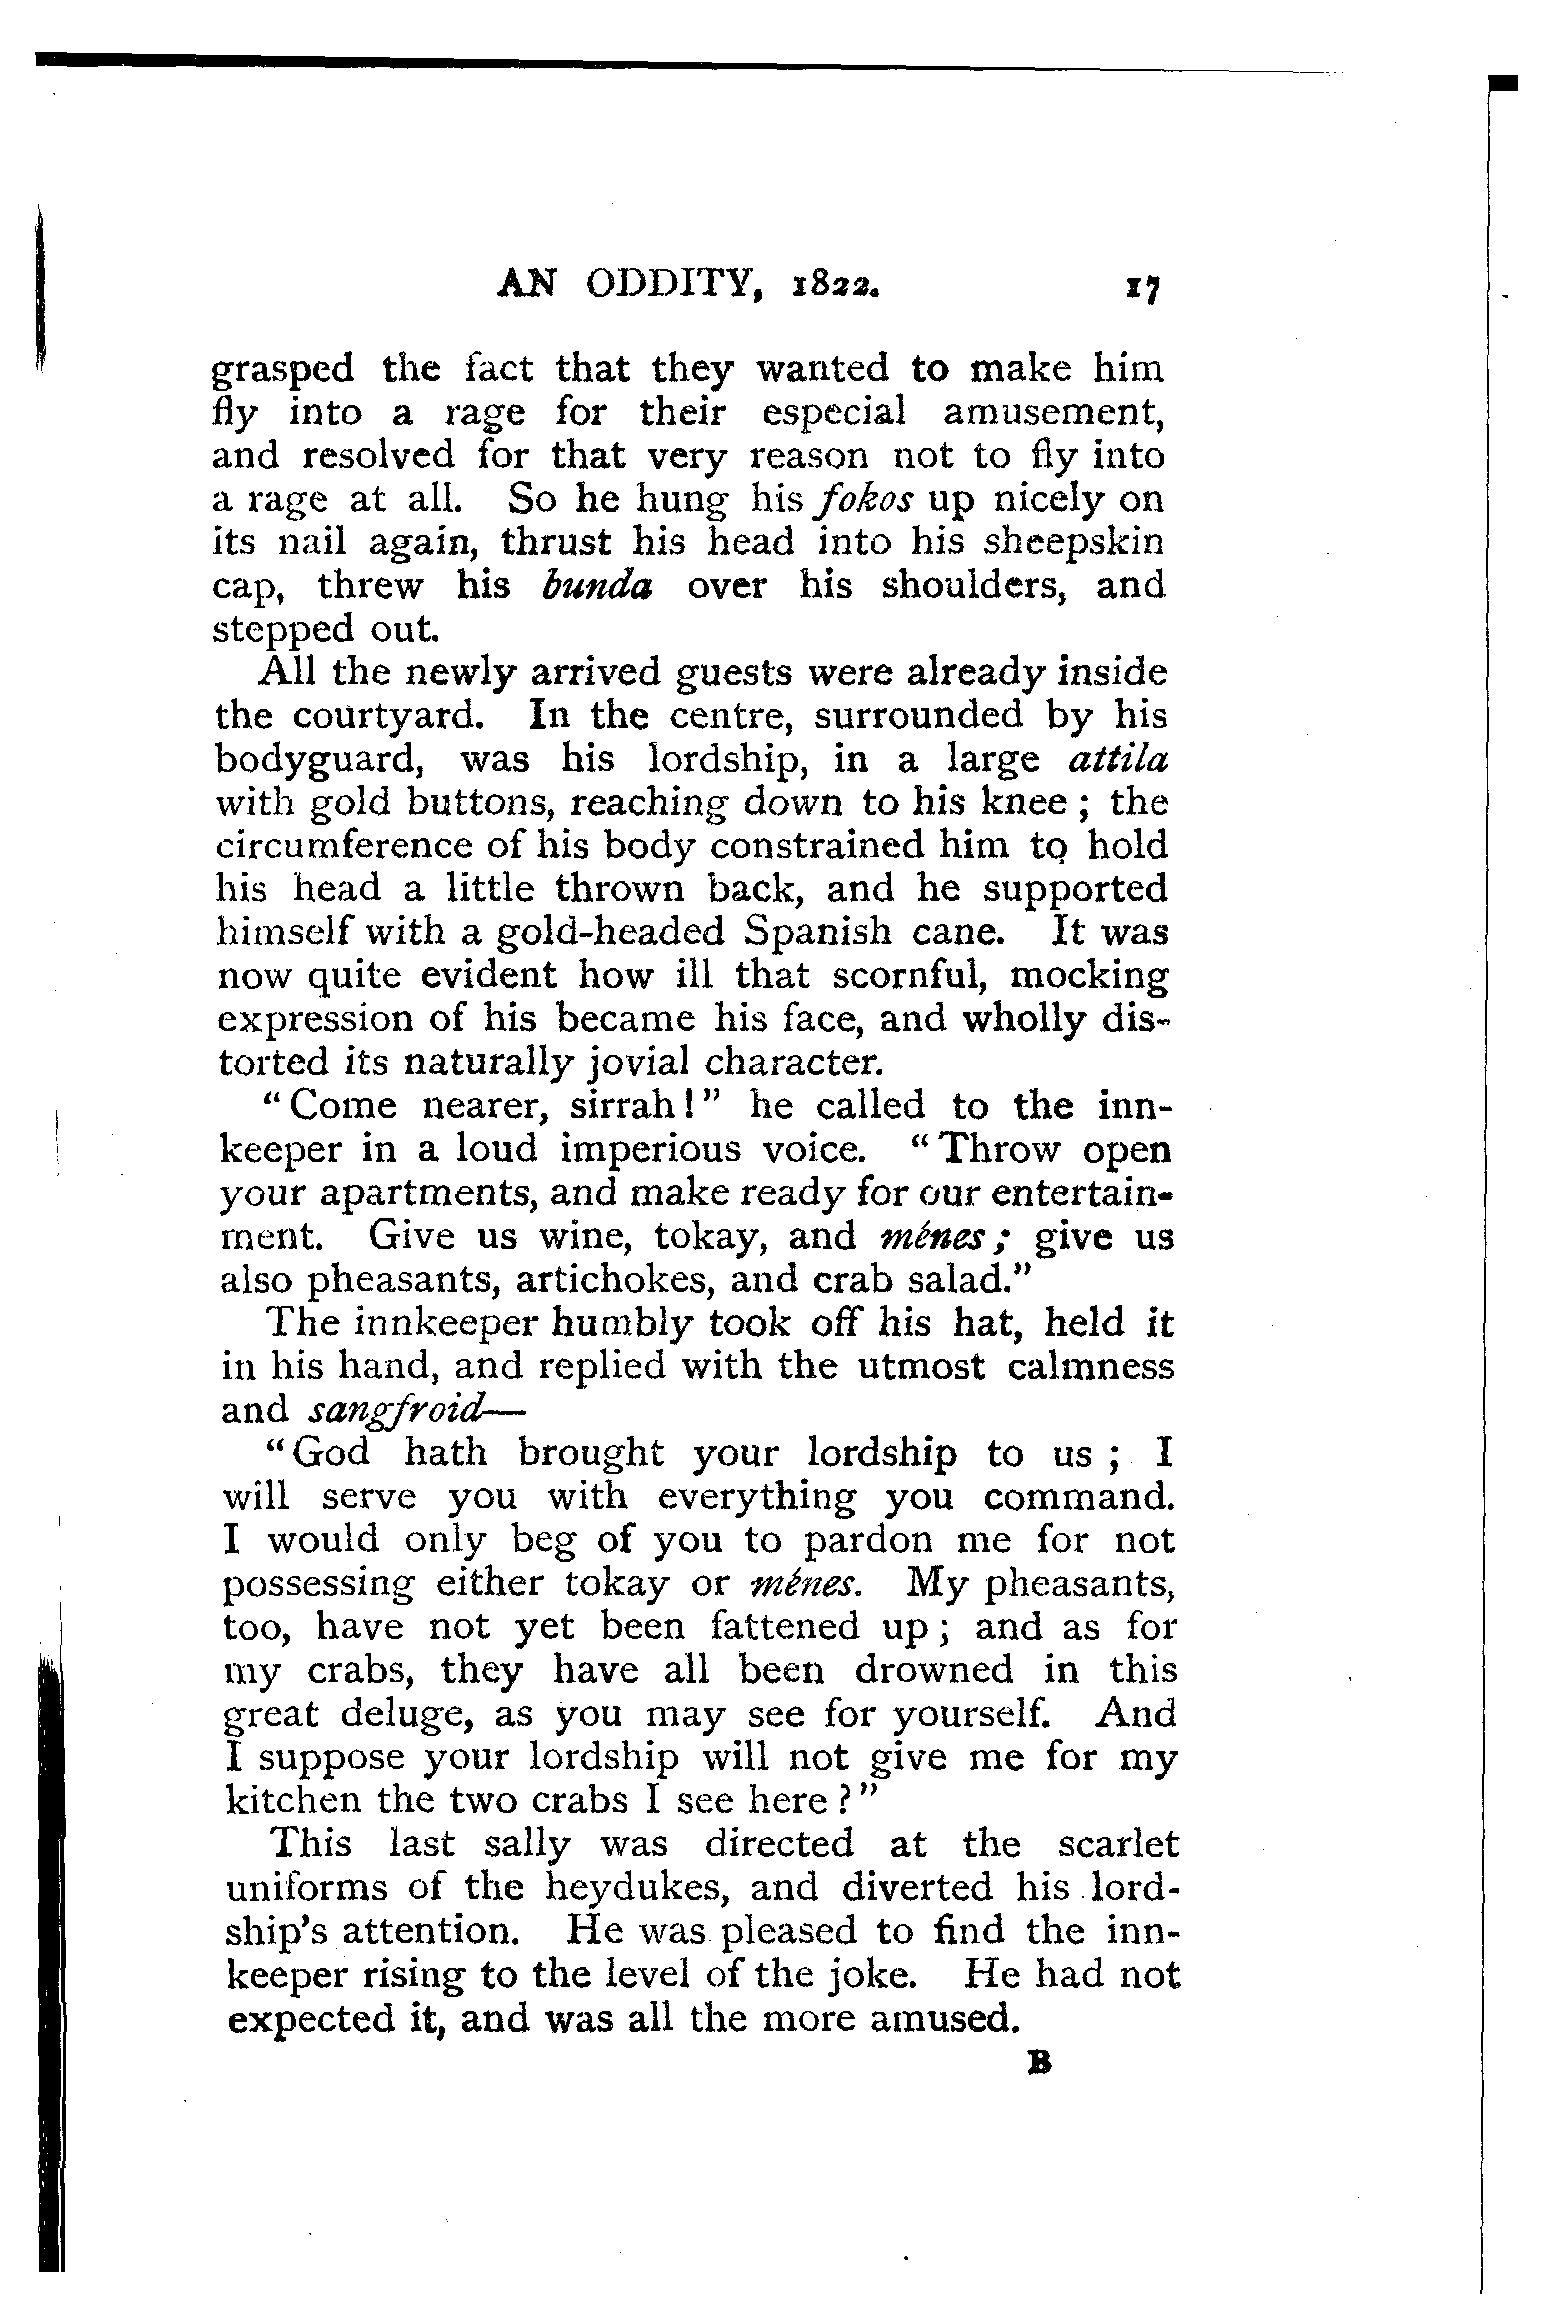 AN ODDITY, 1822. 17
grasped the fact that they wanted to make him
fly into a rage for their especial amusement,
and resolved for that very reason not to fly into
a rage at all. So he hung his fokos up nicely on
its nail again, thrust his head into his sheepskin
cap, threw his bunda over his shoulders, and
stepped out.
All the newly arrived guests were already inside
the courtyard. In the centre, surrounded by his
bodyguard, was his lordship, in a large attila
with gold buttons, reaching down to his knee; the
circumference of his body constrained him to hold
his head a little thrown back, and he supported
himself with a gold-headed Spanish cane. It was
now quite evident how ill that scornful, mocking
expression of his became his face, and wholly dis-
torted its naturally jovial character.
"Come nearer, sirrah!" he called to the inn-
keeper in a loud imperious voice. "Throw open
your apartments, and make ready for our entertain-
ment. Give us wine, tokay, and ménes; give us
also pheasants, artichokes, and crab salad."
The innkeeper humbly took off his hat, held it
in his hand, and replied with the utmost calmness
and sangfroid—
"God hath brought your lordship to us; I
will serve you with everything you command.
I would only beg of you to pardon me for not
possessing either tokay or ménes. My pheasants,
too, have not yet been fattened up; and as for
my crabs, they have all been drowned in this
great deluge, as you may see for yourself. And
I suppose your lordship will not give me for my
kitchen the two crabs I see here?"
This last sally was directed at the scarlet
uniforms of the heydukes, and diverted his lord-
ship's attention. He was pleased to find the inn-
keeper rising to the level of the joke. He had not
expected it, and was all the more amused.
B